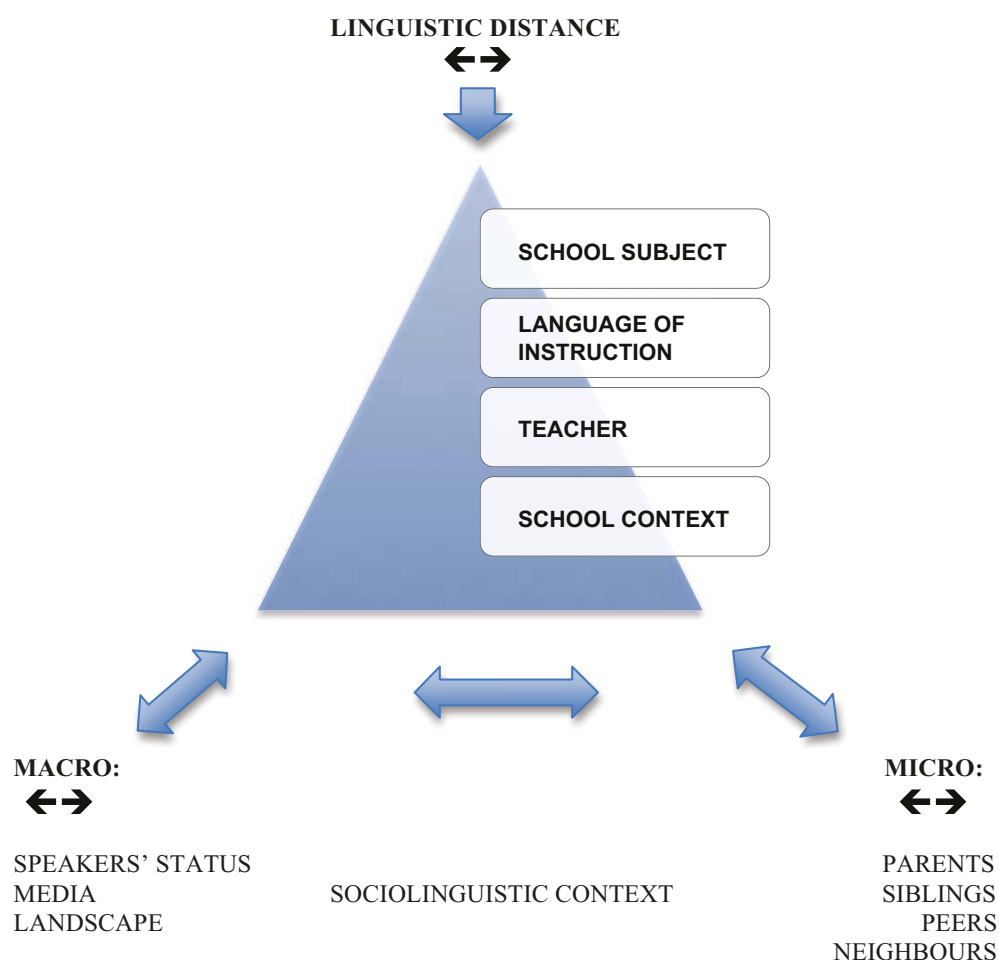 LINGUISTIC DISTANCE
SCHOOL SUBJECT
LANGUAGE OF
INSTRUCTION
TEACHER
SCHOOL CONTEXT
MACRO:
MICRO:
SPEAKERS’ STATUS
MEDIA
LANDSCAPE
SOCIOLINGUISTIC CONTEXT
PARENTS
SIBLINGS
PEERS
NEIGHBOURS